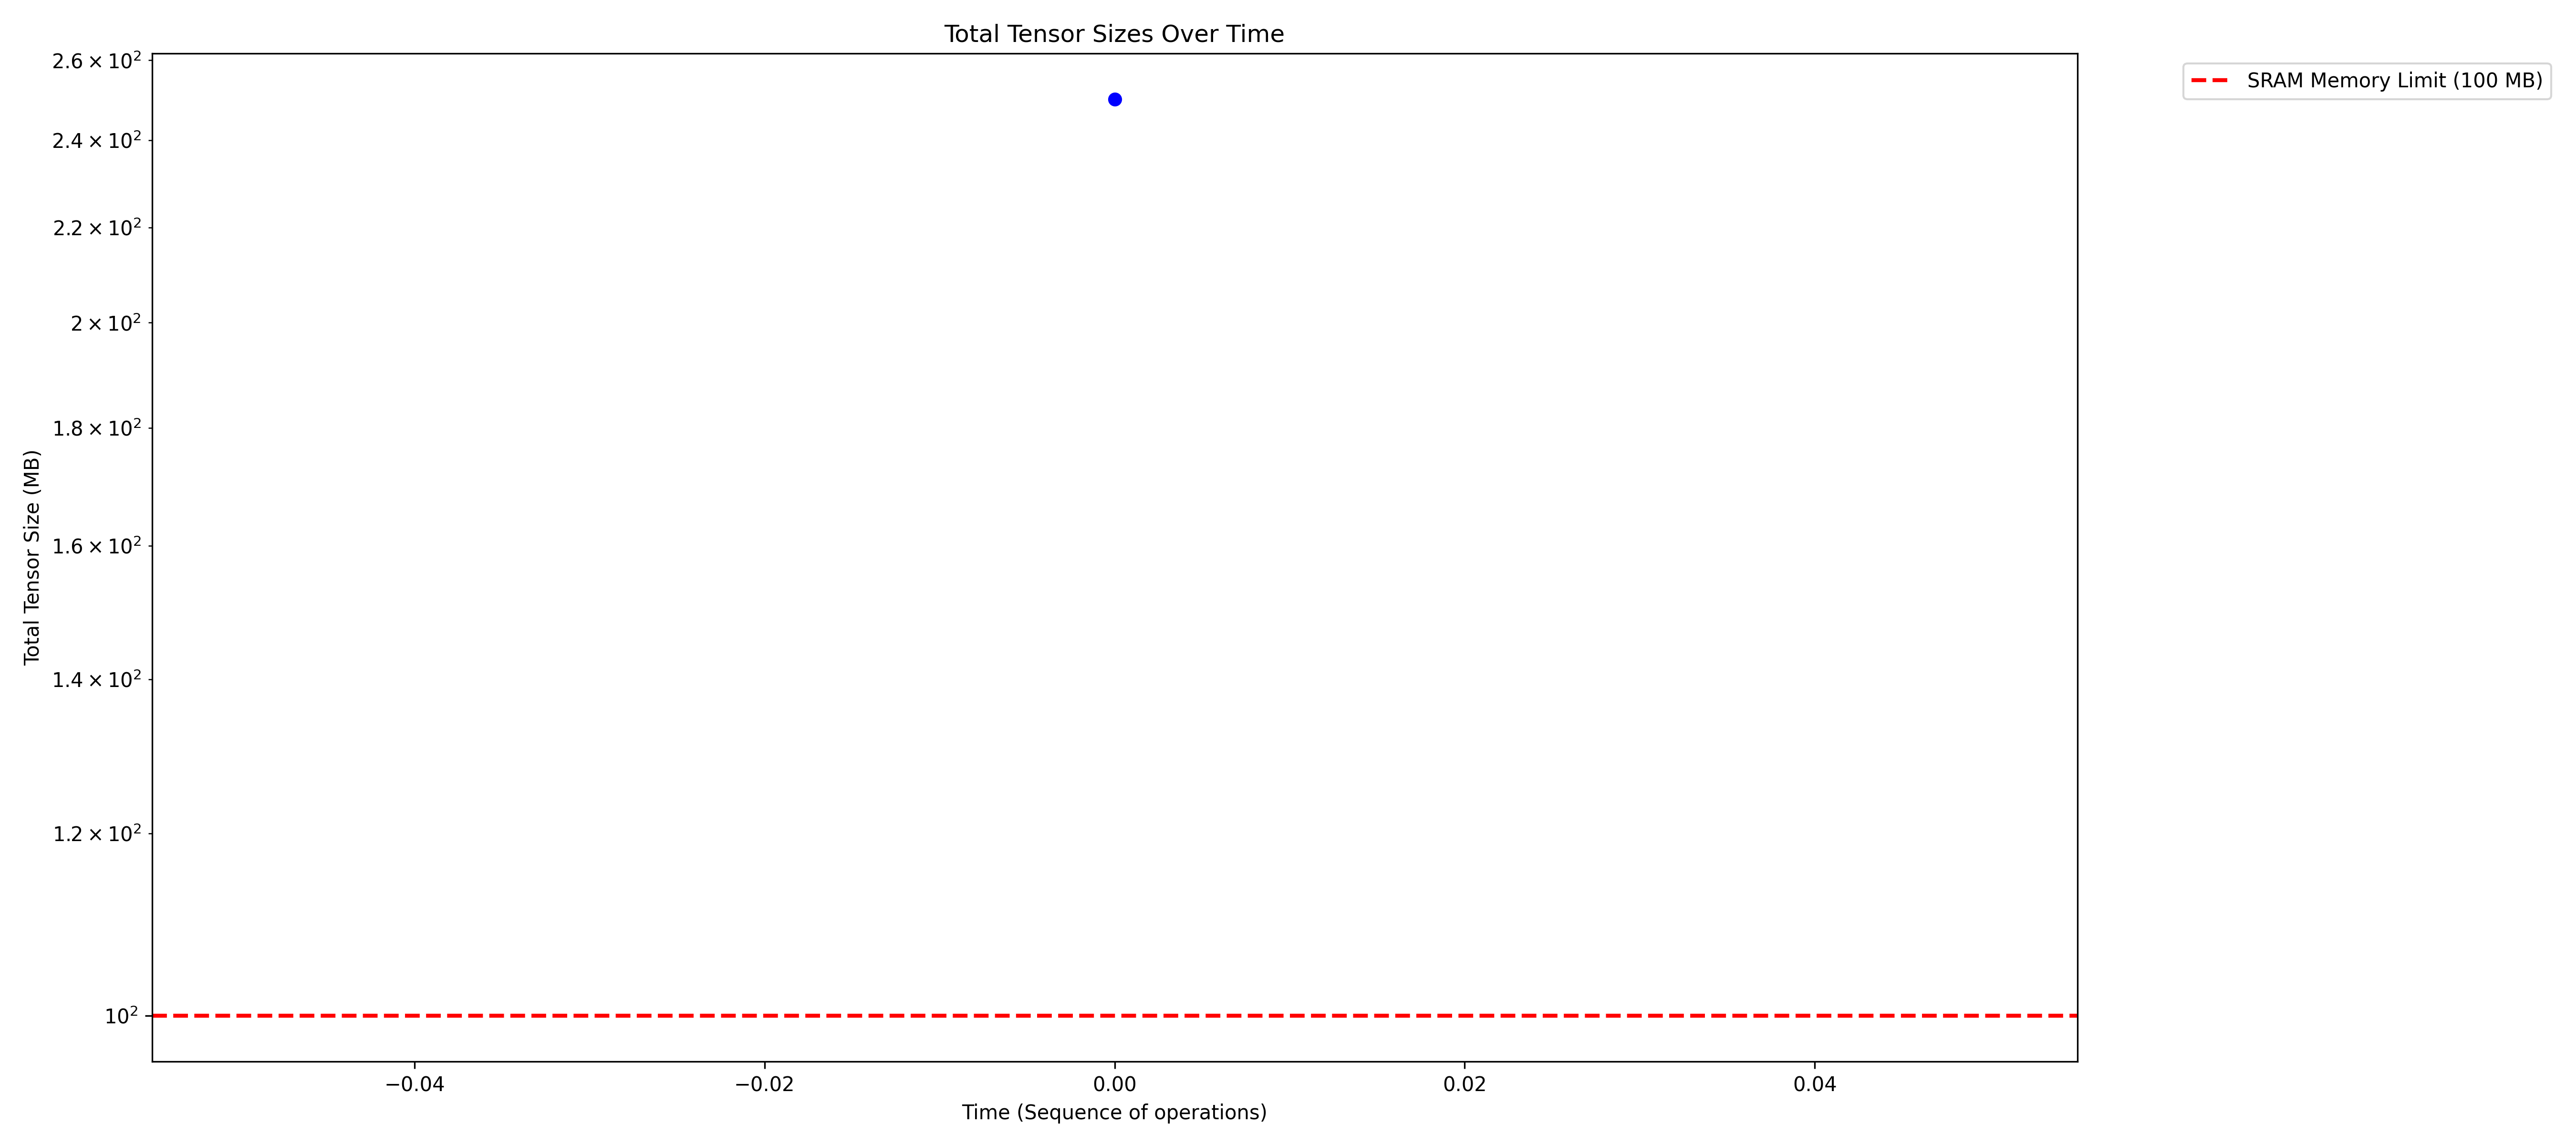 Total Tensor Sizes Over Time
SRAM Memory Limit (100 MB)
Total Tensor Size (MB)
2.6 × 10²
2.4 × 10²
2.2 × 10²
2 × 10²
1.8 × 10²
1.6 × 10²
1.4 × 10²
1.2 × 10²
10²
−0.04 −0.02 0.00 0.02 0.04
Time (Sequence of operations)